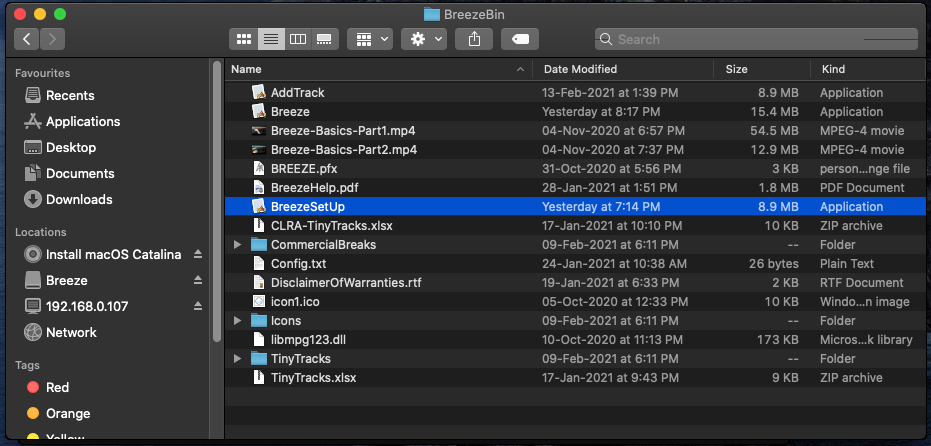 BreezeBin
Search
Favourites
Recents
Applications
Desktop
Documents
Downloads
Locations
Install macOS Catalina
Breeze
192.168.0.107
Network
Tags
Red
Orange
Yellow
Name Date Modified Size Kind
AddTrack 13-Feb-2021 at 1:39 PM 8.9 MB Application
Breeze Yesterday at 8:17 PM 15.4 MB Application
Breeze-Basics-Part1.mp4 04-Nov-2020 at 6:57 PM 54.5 MB MPEG-4 movie
Breeze-Basics-Part2.mp4 04-Nov-2020 at 7:37 PM 12.9 MB MPEG-4 movie
BREEZE.pfx 31-Oct-2020 at 5:56 PM 3 KB person...nge file
BreezeHelp.pdf 28-Jan-2021 at 1:51 PM 1.8 MB PDF Document
BreezeSetUp Yesterday at 7:14 PM 8.9 MB Application
CLRA-TinyTracks.xlsx 17-Jan-2021 at 10:10 PM 10 KB ZIP archive
CommercialBreaks 09-Feb-2021 at 6:11 PM -- Folder
Config.txt 24-Jan-2021 at 10:38 AM 26 bytes Plain Text
DisclaimerOfWarranties.rtf 19-Jan-2021 at 6:33 PM 2 KB RTF Document
icon1.ico 05-Oct-2020 at 12:33 PM 10 KB Windo...n image
Icons 09-Feb-2021 at 6:11 PM -- Folder
libmpg123.dll 10-Oct-2020 at 11:13 PM 173 KB Micros...k library
TinyTracks 09-Feb-2021 at 6:11 PM -- Folder
TinyTracks.xlsx 17-Jan-2021 at 9:43 PM 9 KB ZIP archive